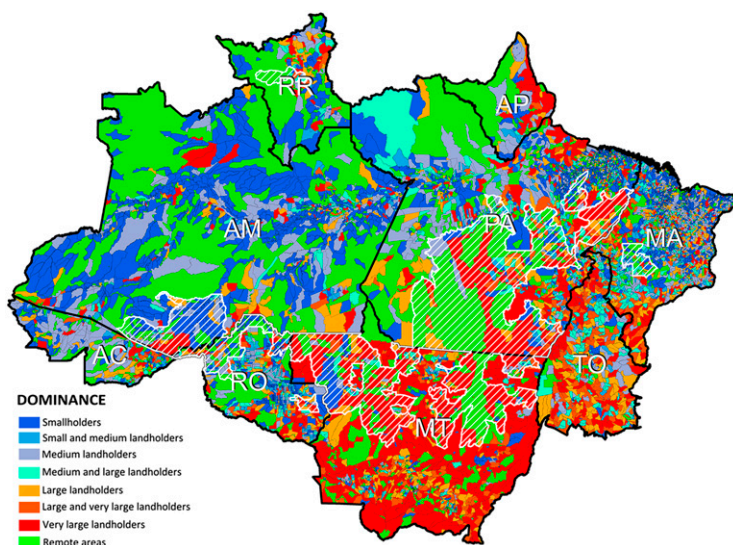 RR
AP
AM
PA
MA
AC
RO
MT
TO
DOMINANCE
Smallholders
Small and medium landholders
Medium landholders
Medium and large landholders
Large landholders
Large and very large landholders
Very large landholders
Remote areas